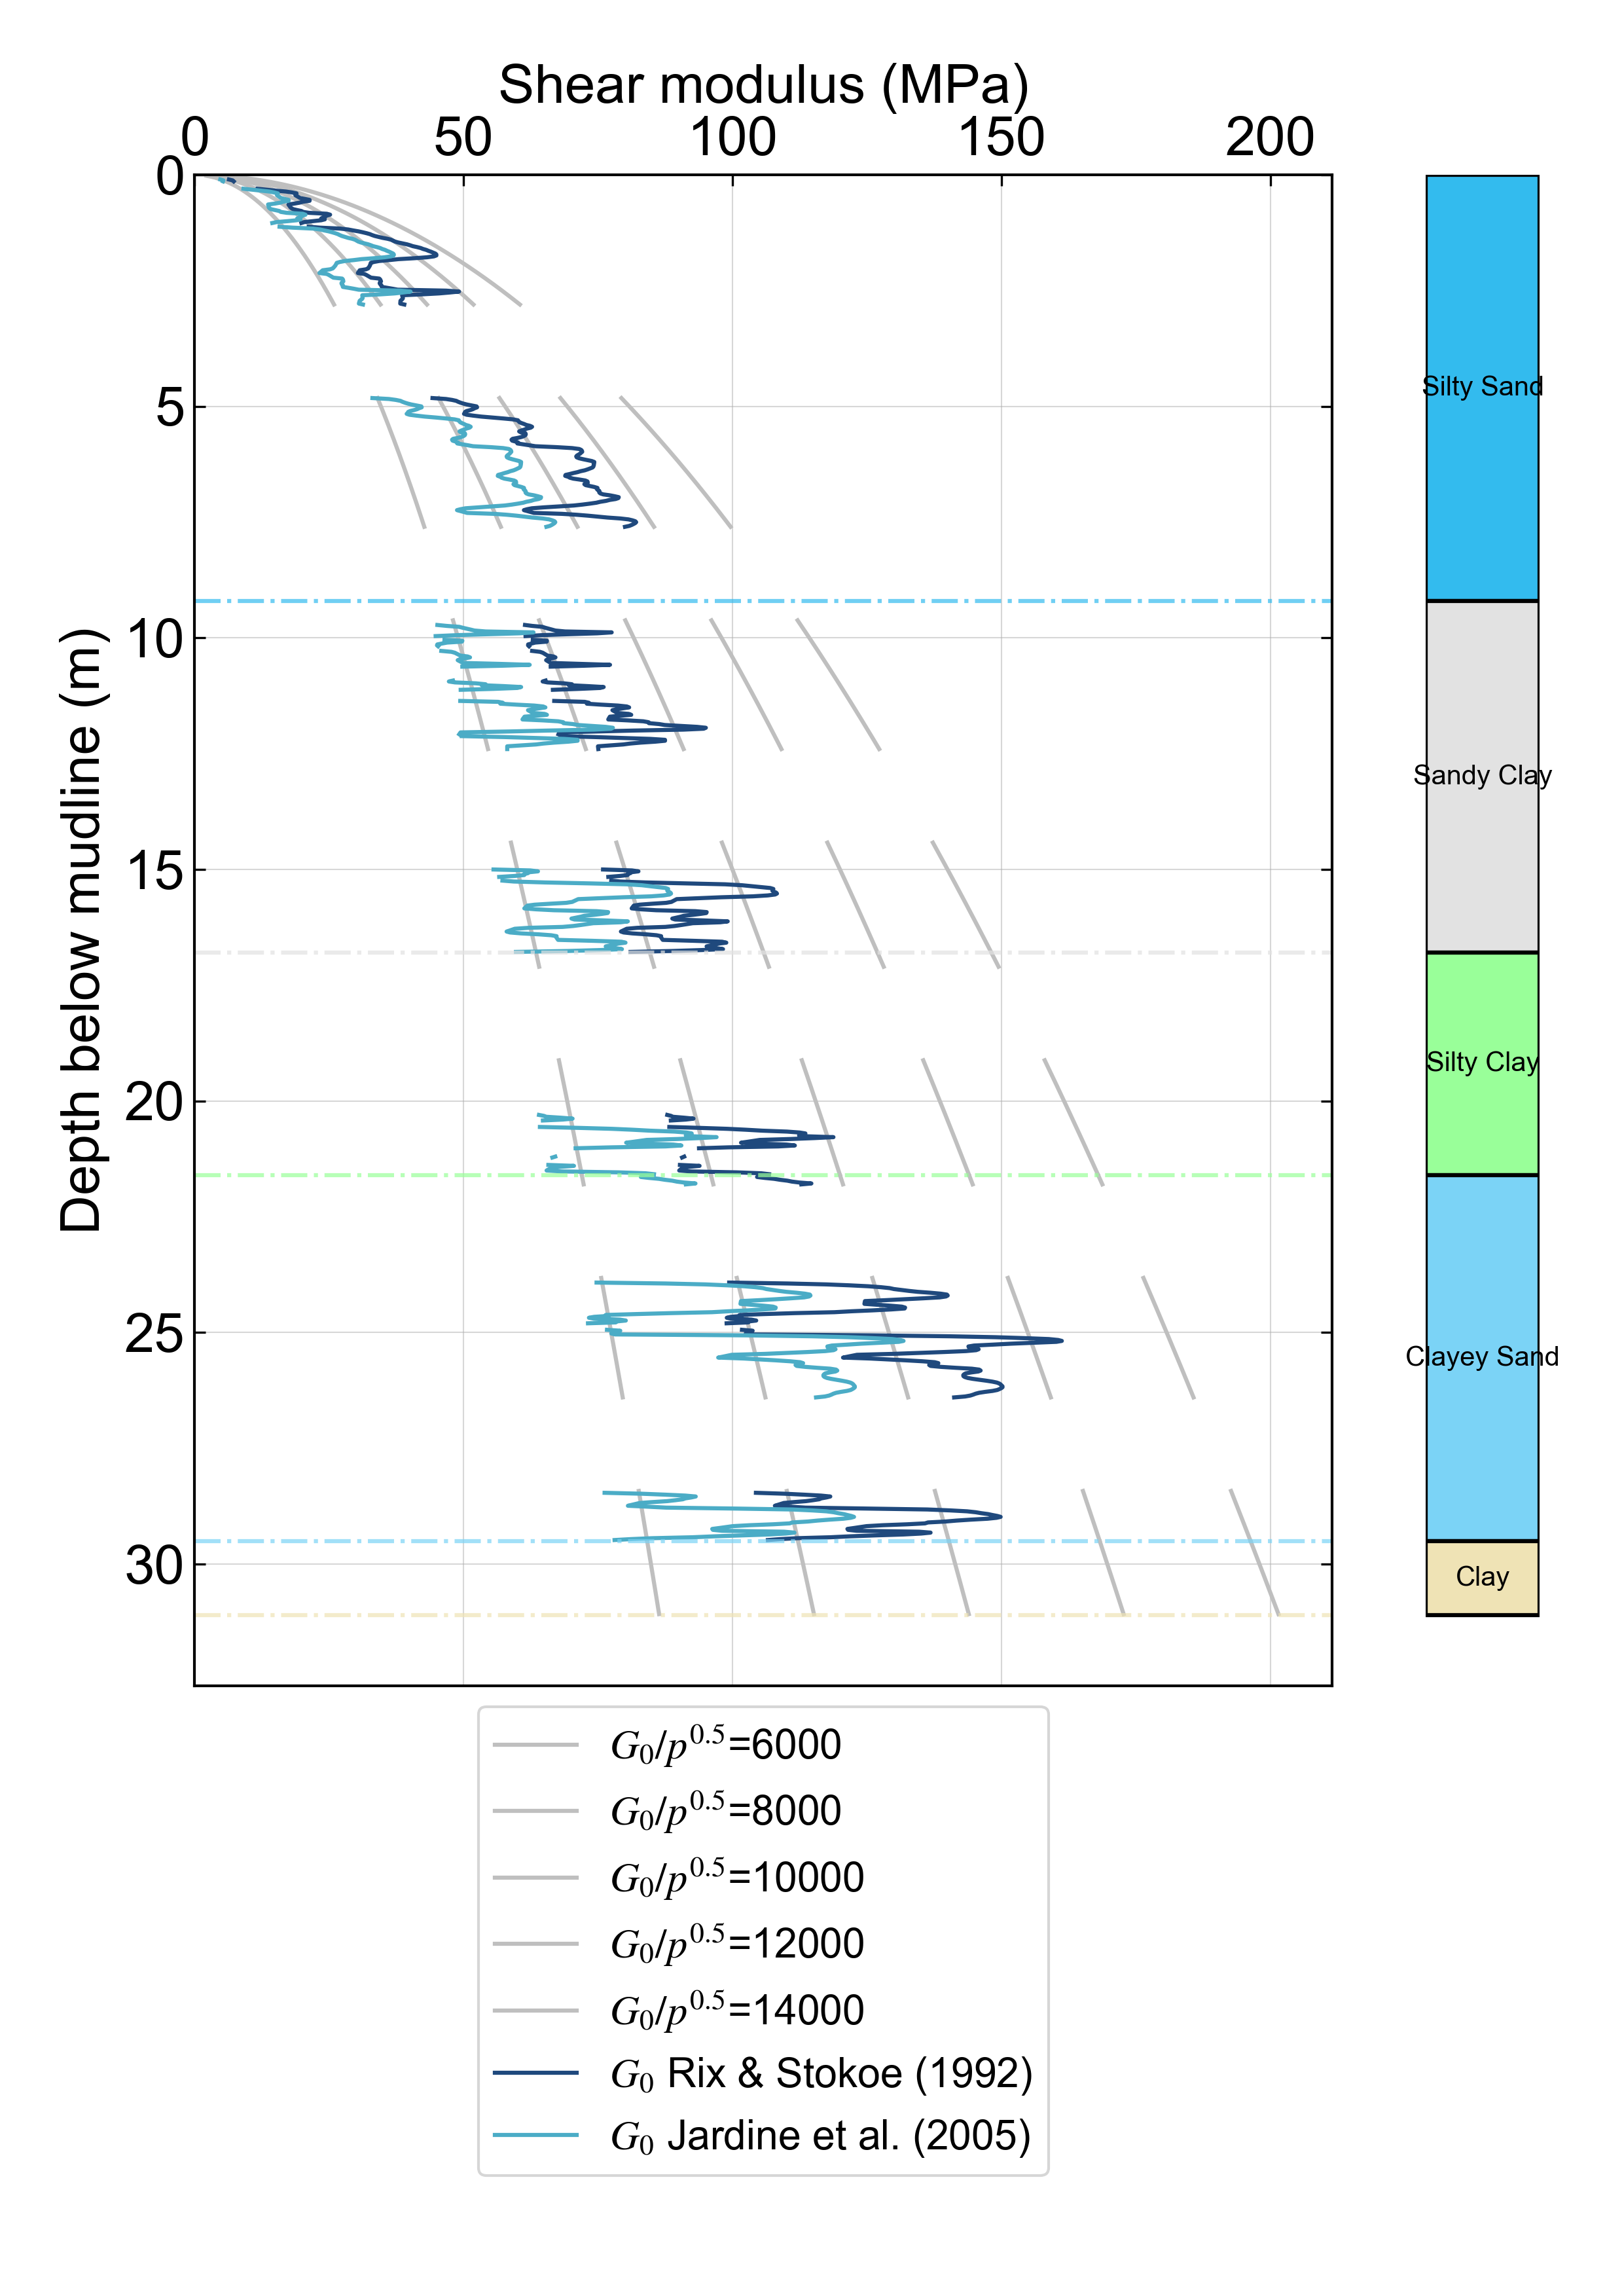 Shear modulus (MPa)
0 50 100 150 200
0
5
10
15
20
25
30
Depth below mudline (m)
Silty Sand
Sandy Clay
Silty Clay
Clayey Sand
Clay
G₀/p⁰·⁵=6000
G₀/p⁰·⁵=8000
G₀/p⁰·⁵=10000
G₀/p⁰·⁵=12000
G₀/p⁰·⁵=14000
G₀ Rix & Stokoe (1992)
G₀ Jardine et al. (2005)